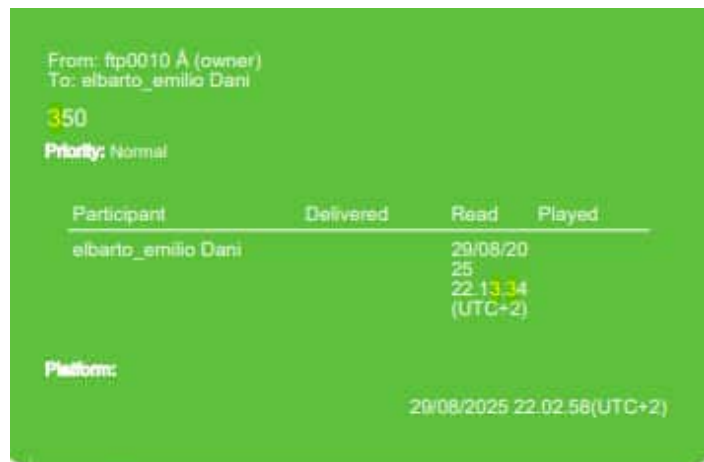 From: ftp0010 Å (owner)
To: elbarto_emilio Dani
350
Priority: Normal
Participant Delivered Read Played
elbarto_emilio Dani 29/08/20
25
22.13.34
(UTC+2)
Platform:
29/08/2025 22.02.58(UTC+2)